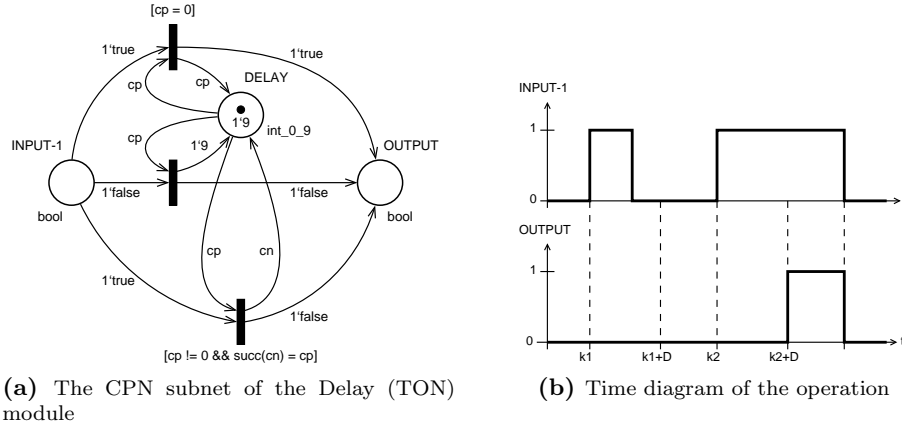 [cp = 0]
1‘true
1‘true
cp
cp
DELAY
1‘9
int_0_9
cp
1‘9
INPUT-1
OUTPUT
1‘false
1‘false
bool
bool
cp
cn
1‘true
1‘false
[cp != 0 && succ(cn) = cp]
(a) The CPN subnet of the Delay (TON)
module
INPUT-1
1
0
OUTPUT
1
0
t
k1
k1+D
k2
k2+D
(b) Time diagram of the operation